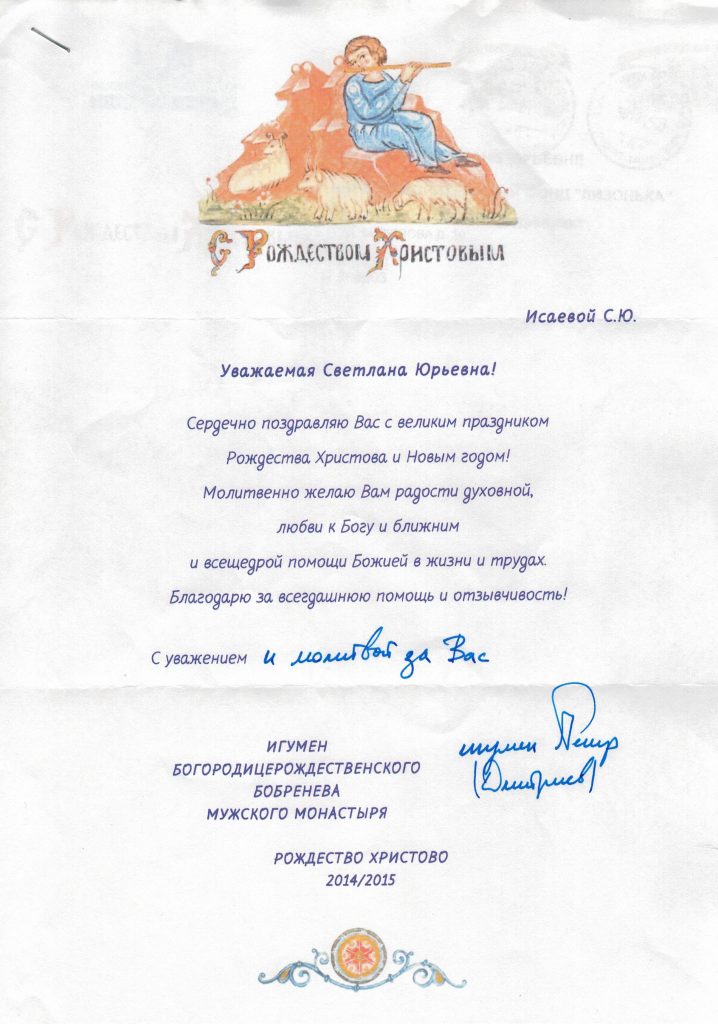 С Рождеством Христовым
Исаевой С.Ю.
Уважаемая Светлана Юрьевна!
Сердечно поздравляю Вас с великим праздником
Рождества Христова и Новым годом!
Молитвенно желаю Вам радости духовной,
любви к Богу и ближним
и всещедрой помощи Божией в жизни и трудах.
Благодарю за всегдашнюю помощь и отзывчивость!
С уважением и молитвой за Вас
ИГУМЕН
БОГОРОДИЦЕРОЖДЕСТВЕНСКОГО
БОБРЕНЕВА
МУЖСКОГО МОНАСТЫРЯ
игумен Петр
(Дмитриев)
РОЖДЕСТВО ХРИСТОВО
2014/2015